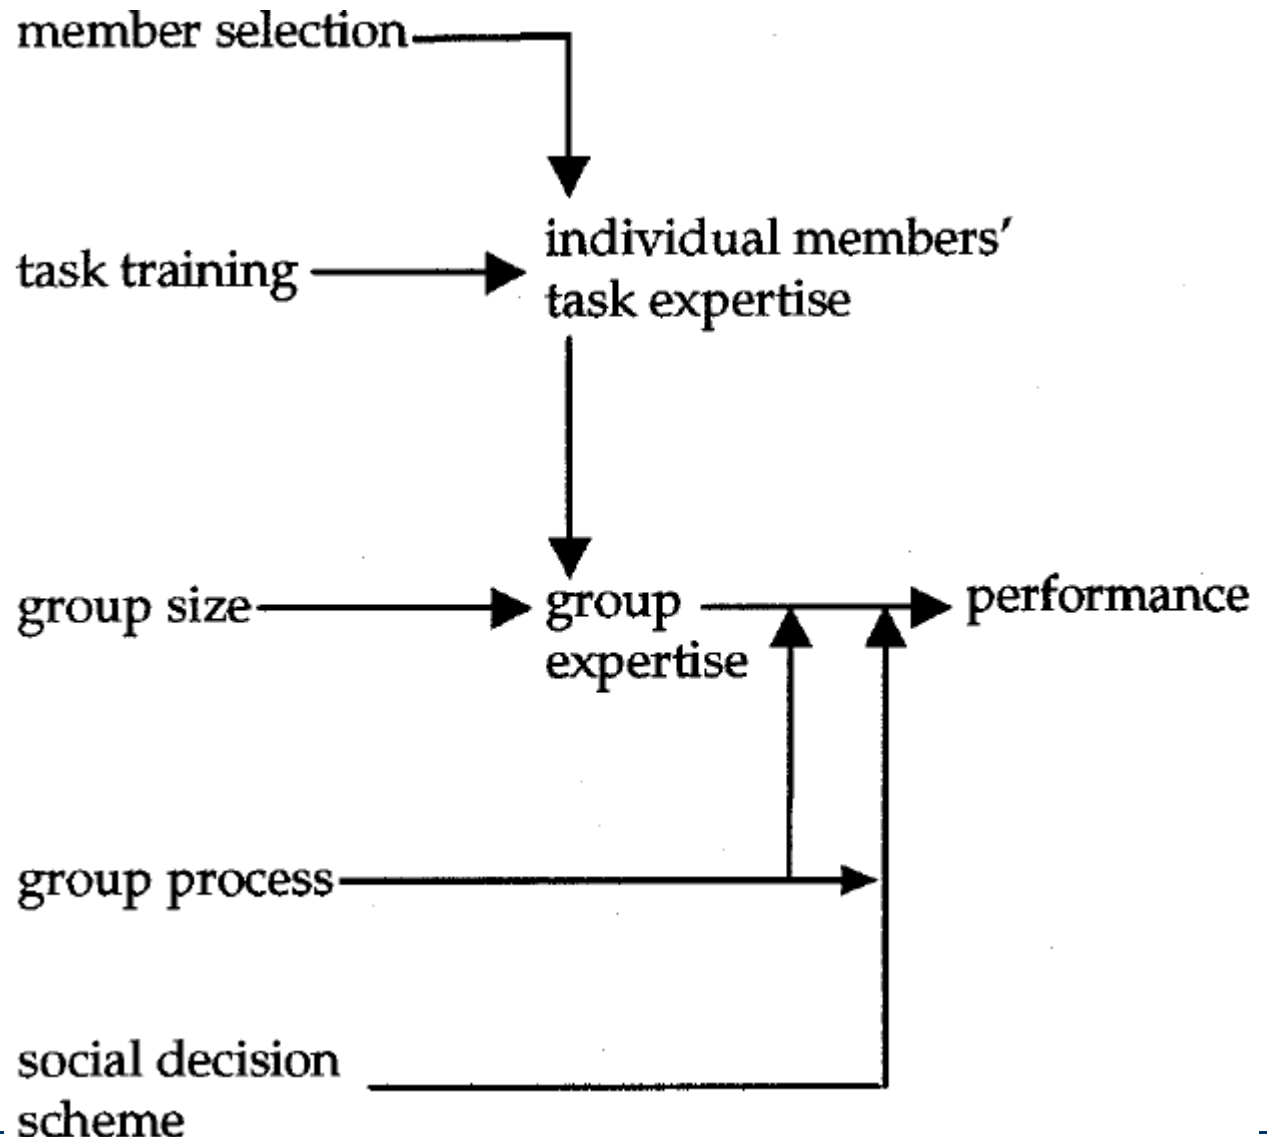 member selection
task training
individual members'
task expertise
group size
group
expertise
performance
group process
social decision
scheme